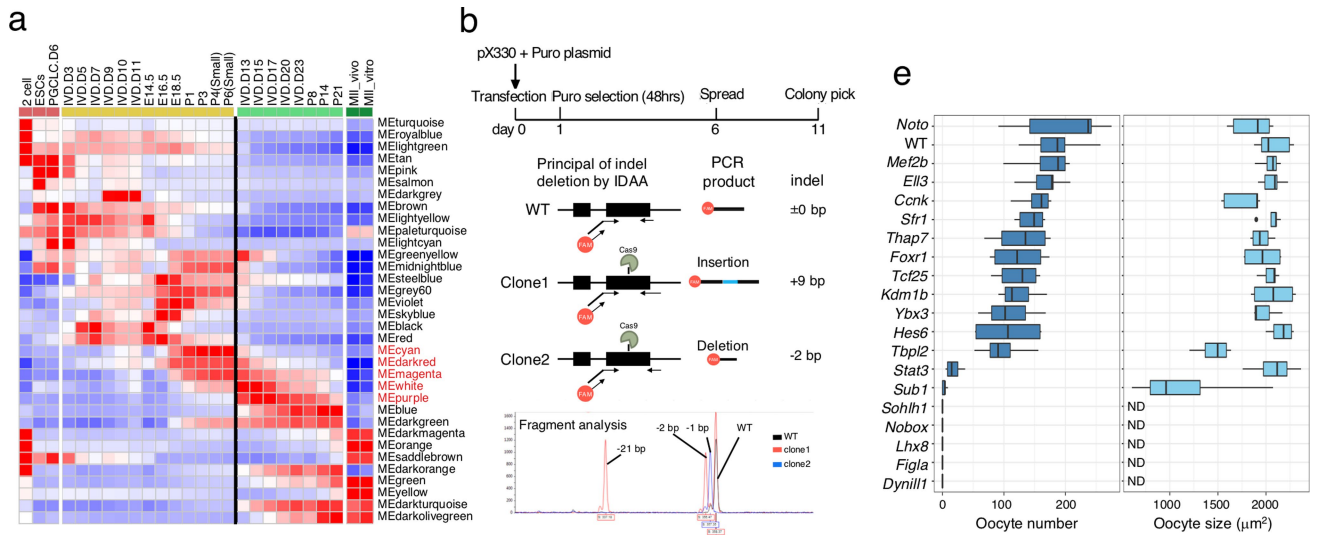 a
2 cell
ESCs
PGCLC.D6
IVD.D3
IVD.D5
IVD.D7
IVD.D9
IVD.D10
IVD.D11
E14.5
E16.5
E18.5
P1
P3
P4(Small)
P6(Small)
IVD.D13
IVD.D15
IVD.D17
IVD.D20
IVD.D23
P8
P14
P21
MII_vivo
MII_vitro
MEturquoise
MEroyalblue
MElightgreen
MEtan
MEpink
MEsalmon
MEdarkgrey
MEbrown
MElightyellow
MEpaleturquoise
MElightcyan
MEgreenyellow
MEmidnightblue
MEsteelblue
MEgrey60
MEviolet
MEskyblue
MEblack
MEred
MEcyan
MEdarkred
MEmagenta
MEwhite
MEpurple
MEblue
MEdarkgreen
MEdarkmagenta
MEorange
MEsaddlebrown
MEdarkorange
MEgreen
MEyellow
MEdarkturquoise
MEdarkolivegreen
b
pX330 + Puro plasmid
Transfection Puro selection (48hrs) Spread Colony pick
day 0 1 6 11
Principal of indel
deletion by IDAA
PCR
product
indel
WT FAM ±0 bp
FAM
Cas9
Insertion
Clone1 FAM +9 bp
FAM
Cas9
Deletion
Clone2 FAM -2 bp
FAM
Fragment analysis
-21 bp
-2 bp
-1 bp
WT
WT
clone1
clone2
e
Noto
WT
Mef2b
Ell3
Ccnk
Sfr1
Thap7
Foxr1
Tcf25
Kdm1b
Ybx3
Hes6
Tbpl2
Stat3
Sub1
Sohlh1 ND
Nobox ND
Lhx8 ND
Figla ND
Dynill1 ND
0 100 200
Oocyte number
1000 1500 2000
Oocyte size (μm²)